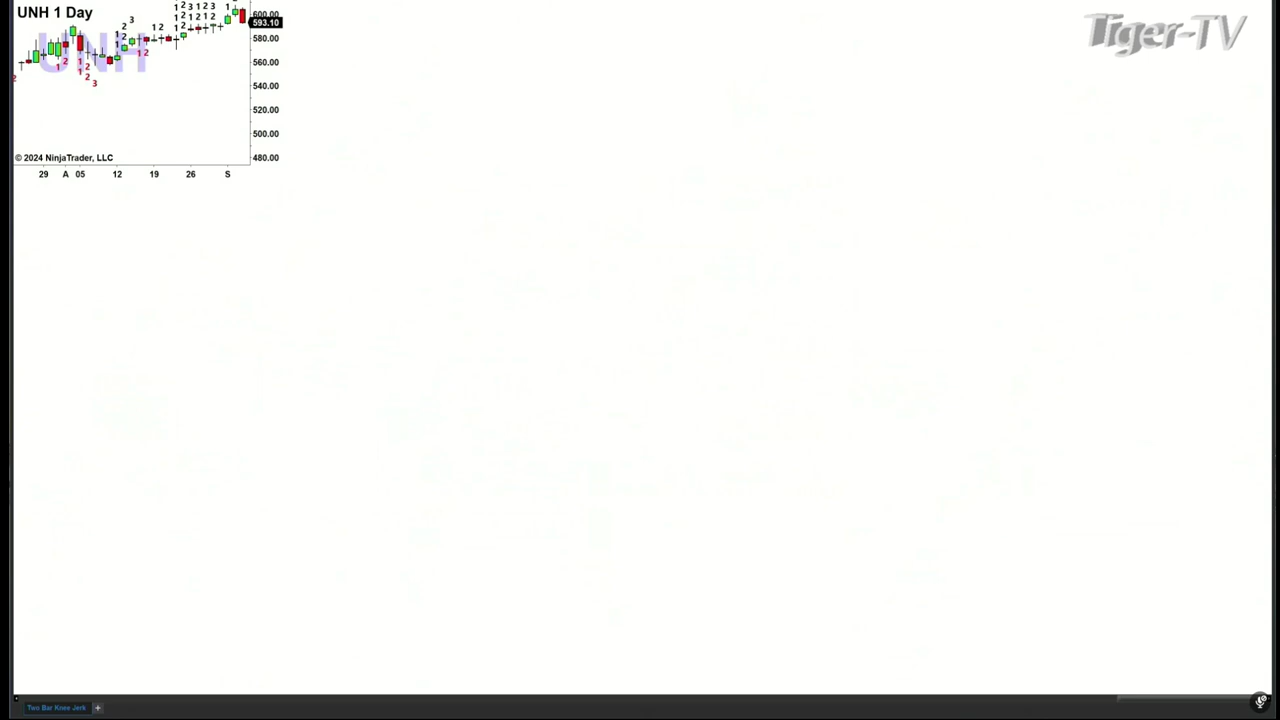 UNH 1 Day
Tiger-TV
UNH
600.00
593.10
580.00
560.00
540.00
520.00
500.00
480.00
© 2024 NinjaTrader, LLC
29 A 05 12 19 26 S
Two Bar Knee Jerk +